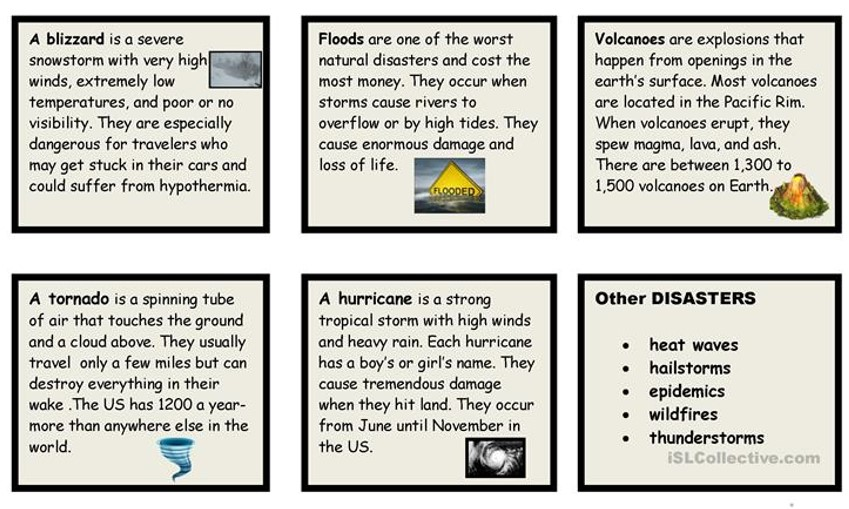 A blizzard is a severe
snowstorm with very high
winds, extremely low
temperatures, and poor or no
visibility. They are especially
dangerous for travelers who
may get stuck in their cars and
could suffer from hypothermia.
Floods are one of the worst
natural disasters and cost the
most money. They occur when
storms cause rivers to
overflow or by high tides. They
cause enormous damage and
loss of life.
FLOODED
Volcanoes are explosions that
happen from openings in the
earth's surface. Most volcanoes
are located in the Pacific Rim.
When volcanoes erupt, they
spew magma, lava, and ash.
There are between 1,300 to
1,500 volcanoes on Earth.
A tornado is a spinning tube
of air that touches the ground
and a cloud above. They usually
travel only a few miles but can
destroy everything in their
wake .The US has 1200 a year-
more than anywhere else in the
world.
A hurricane is a strong
tropical storm with high winds
and heavy rain. Each hurricane
has a boy's or girl's name. They
cause tremendous damage
when they hit land. They occur
from June until November in
the US.
Other DISASTERS
• heat waves
• hailstorms
• epidemics
• wildfires
• thunderstorms
iSLCollective.com